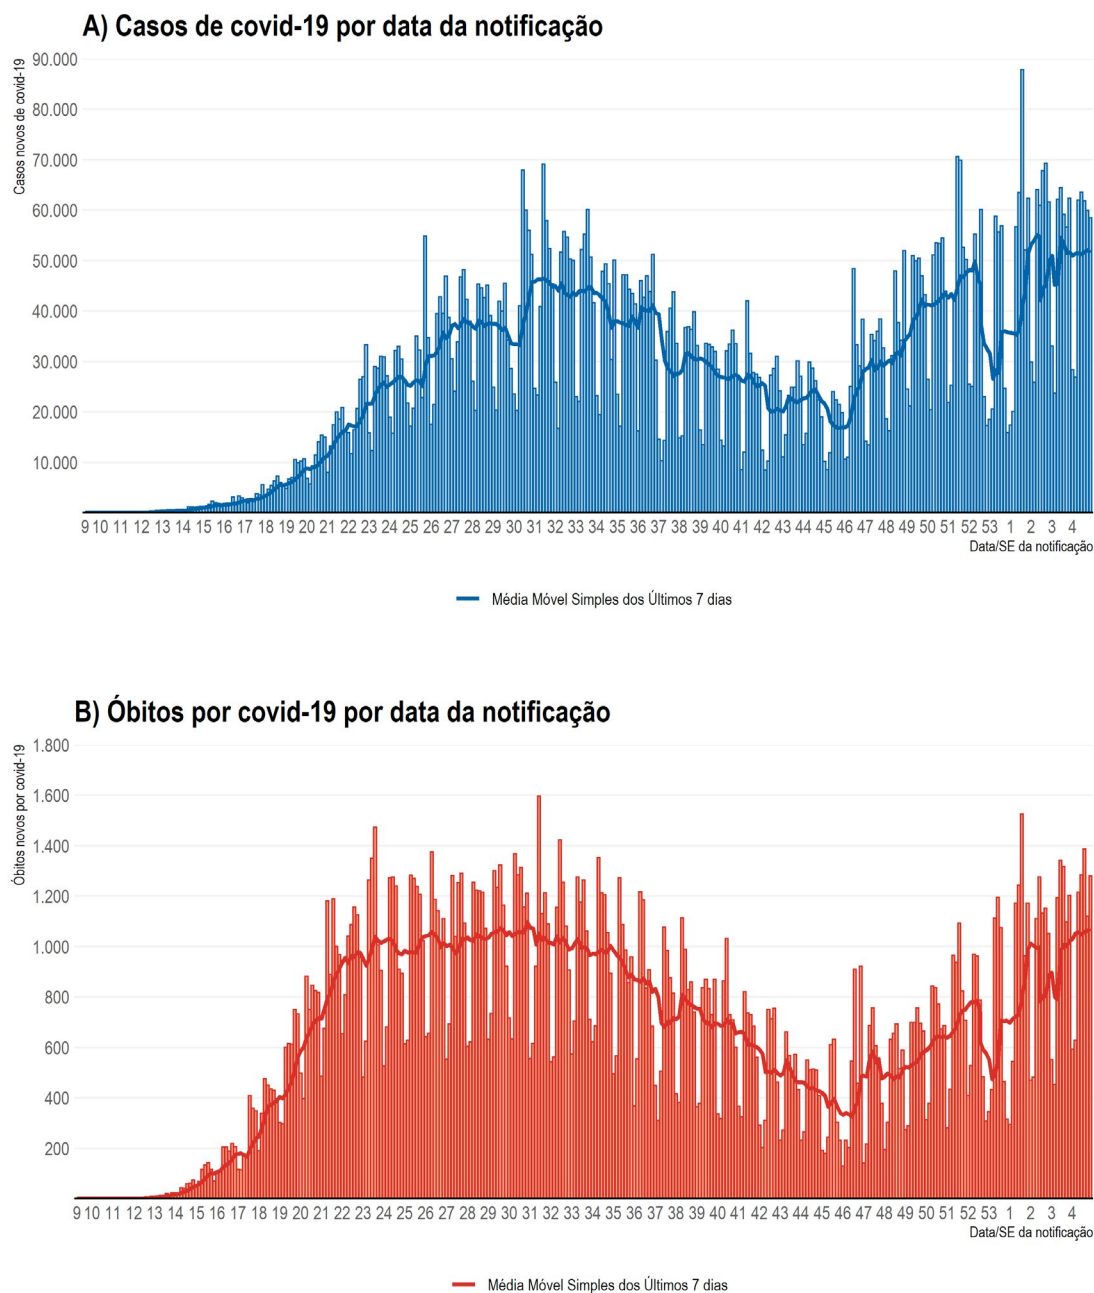 A) Casos de covid-19 por data da notificação
Casos novos de covid-19
90.000
80.000
70.000
60.000
50.000
40.000
30.000
20.000
10.000
9 10 11 12 13 14 15 16 17 18 19 20 21 22 23 24 25 26 27 28 29 30 31 32 33 34 35 36 37 38 39 40 41 42 43 44 45 46 47 48 49 50 51 52 53 1 2 3 4
Data/SE da notificação
Média Móvel Simples dos Últimos 7 dias
B) Óbitos por covid-19 por data da notificação
Óbitos novos por covid-19
1.800
1.600
1.400
1.200
1.000
800
600
400
200
9 10 11 12 13 14 15 16 17 18 19 20 21 22 23 24 25 26 27 28 29 30 31 32 33 34 35 36 37 38 39 40 41 42 43 44 45 46 47 48 49 50 51 52 53 1 2 3 4
Data/SE da notificação
Média Móvel Simples dos Últimos 7 dias